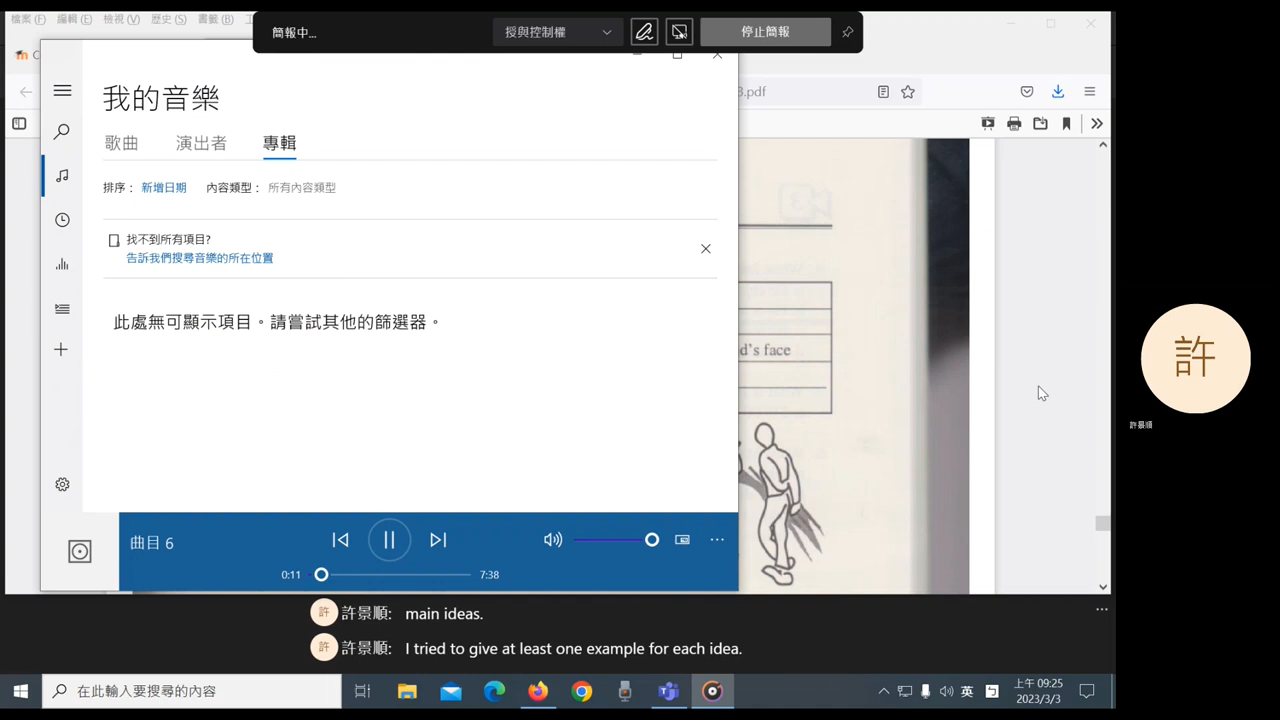 檔案(F) 編輯(E) 檢視(V) 歷史(S) 書籤(B)
簡報中...
授與控制權
停止簡報
3.pdf
我的音樂
歌曲 演出者 專輯
排序: 新增日期 內容類型: 所有內容類型
找不到所有項目?
告訴我們搜尋音樂的所在位置
此處無可顯示項目。請嘗試其他的篩選器。
d's face
許
許景順
曲目 6
0:11 7:38
許 許景順: main ideas.
許 許景順: I tried to give at least one example for each idea.
在此輸入要搜尋的內容
英
上午 09:25
2023/3/3